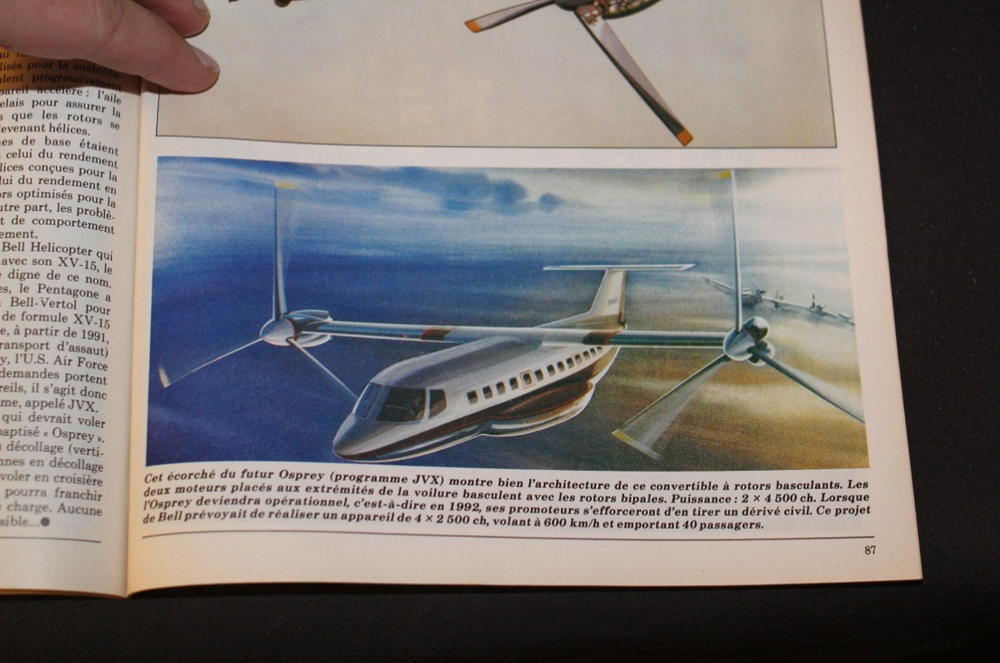 lisés pour la sustenta-
ulent progressivement
pareil accélère : l'aile
elais pour assurer la
s que les rotors se
levenant hélices.
nes de base étaient
celui du rendement
lices conçues pour la
lui du rendement en
rs optimisés pour la
utre part, les problè-
t de comportement
ement.
Bell Helicopter qui
avec son XV-15, le
digne de ce nom.
es, le Pentagone a
Bell-Vertol pour
de formule XV-15
e, à partir de 1991,
ransport d'assaut)
y, l'U.S. Air Force
demandes portent
reils, il s'agit donc
me, appelé JVX.
qui devrait voler
baptisé « Osprey ».
décollage (verti-
nnes en décollage
voler en croisière
pourra franchir
charge. Aucune
sible...●
Cet écorché du futur Osprey (programme JVX) montre bien l'architecture de ce convertible à rotors basculants. Les
deux moteurs placés aux extrémités de la voilure basculent avec les rotors bipales. Puissance : 2 × 4 500 ch. Lorsque
l'Osprey deviendra opérationnel, c'est-à-dire en 1992, ses promoteurs s'efforceront d'en tirer un dérivé civil. Ce projet
de Bell prévoyait de réaliser un appareil de 4 × 2 500 ch, volant à 600 km/h et emportant 40 passagers.
87